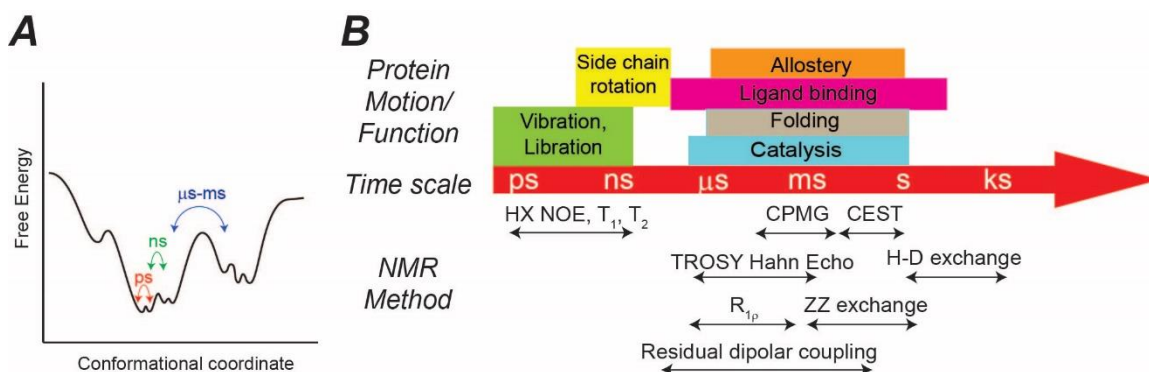 A
Free Energy
μs-ms
ns
ps
Conformational coordinate
B
Protein
Motion/
Function
Side chain
rotation
Allostery
Ligand binding
Vibration,
Libration
Folding
Catalysis
Time scale
ps ns μs ms s ks
NMR
Method
HX NOE, T₁, T₂
CPMG
CEST
TROSY Hahn Echo
H-D exchange
R₁ρ
ZZ exchange
Residual dipolar coupling